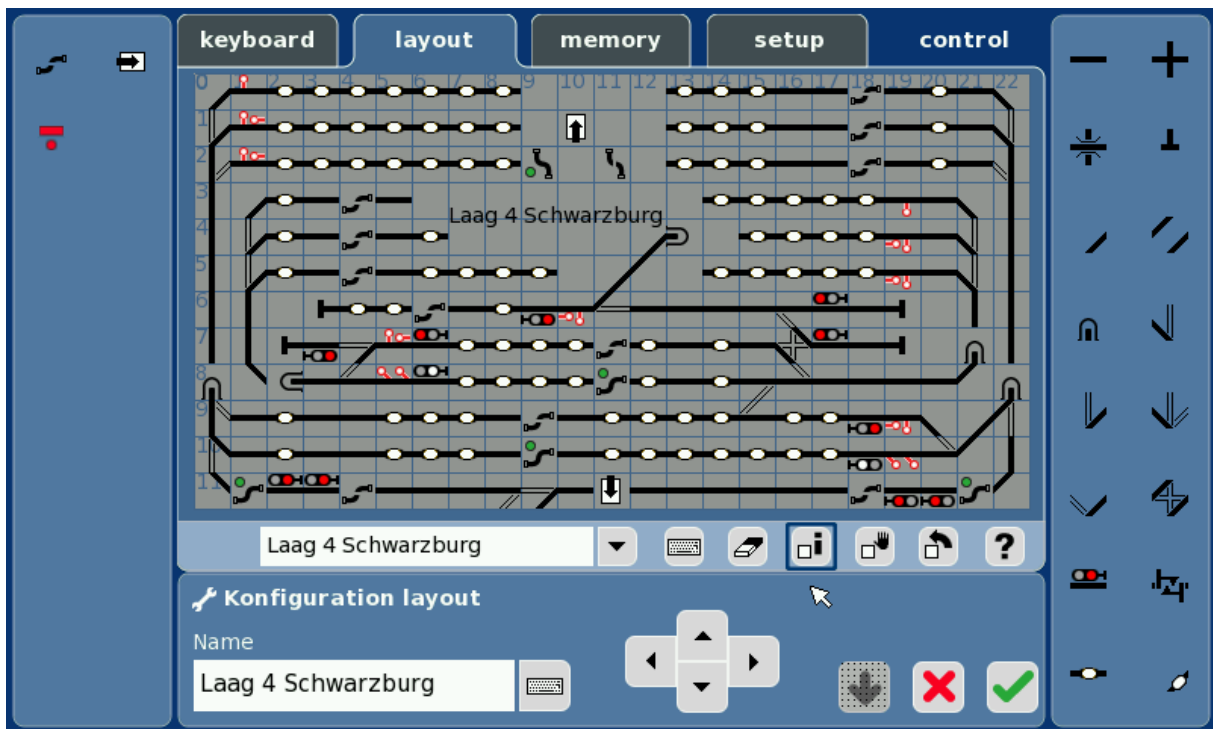 keyboard layout memory setup control
0 1 2 3 4 5 6 7 8 9 10 11 12 13 14 15 16 17 18 19 20 21 22
1
2
3
4
Laag 4 Schwarzburg
5
6
7
8
9
10
11
Laag 4 Schwarzburg
i ?
Konfiguration layout
Name
Laag 4 Schwarzburg